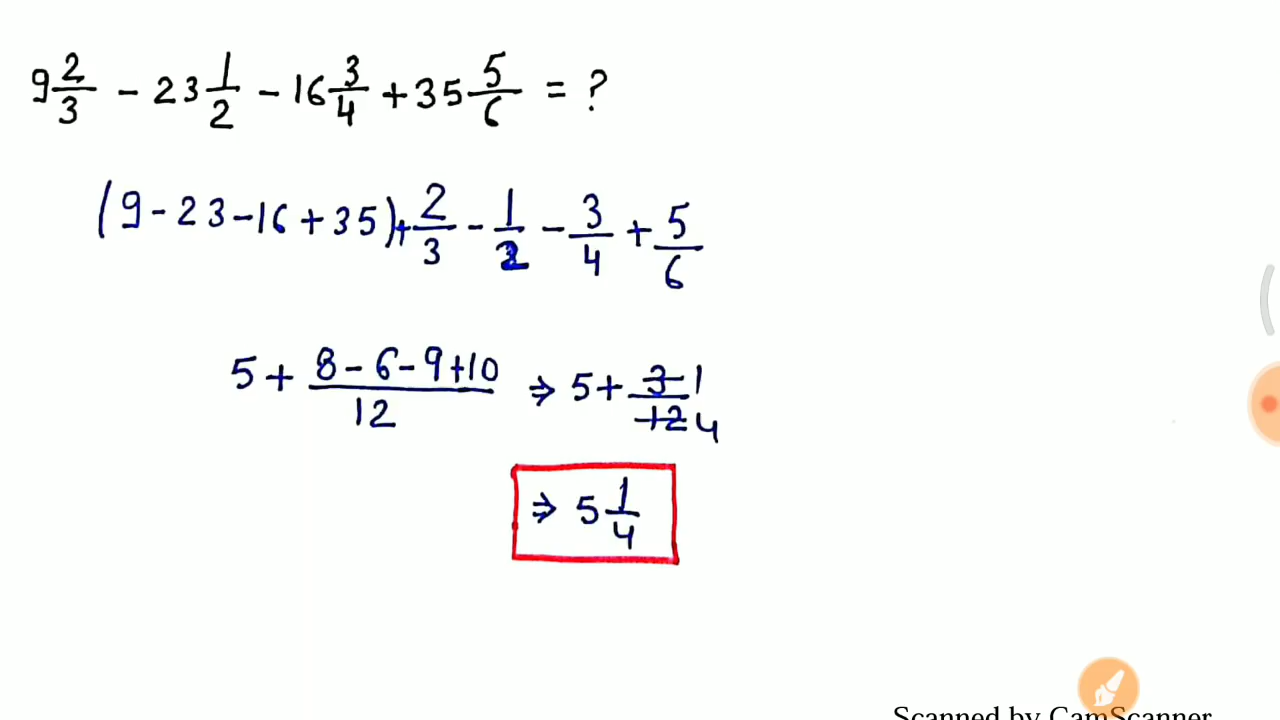 9 2/3 - 23 1/2 - 16 3/4 + 35 5/6 = ?
(9 - 23 - 16 + 35) + 2/3 - 1/2 - 3/4 + 5/6
5 + (8 - 6 - 9 + 10)/12 ⇒ 5 + 3/12 1/4
⇒ 5 1/4
Scanned by CamScanner